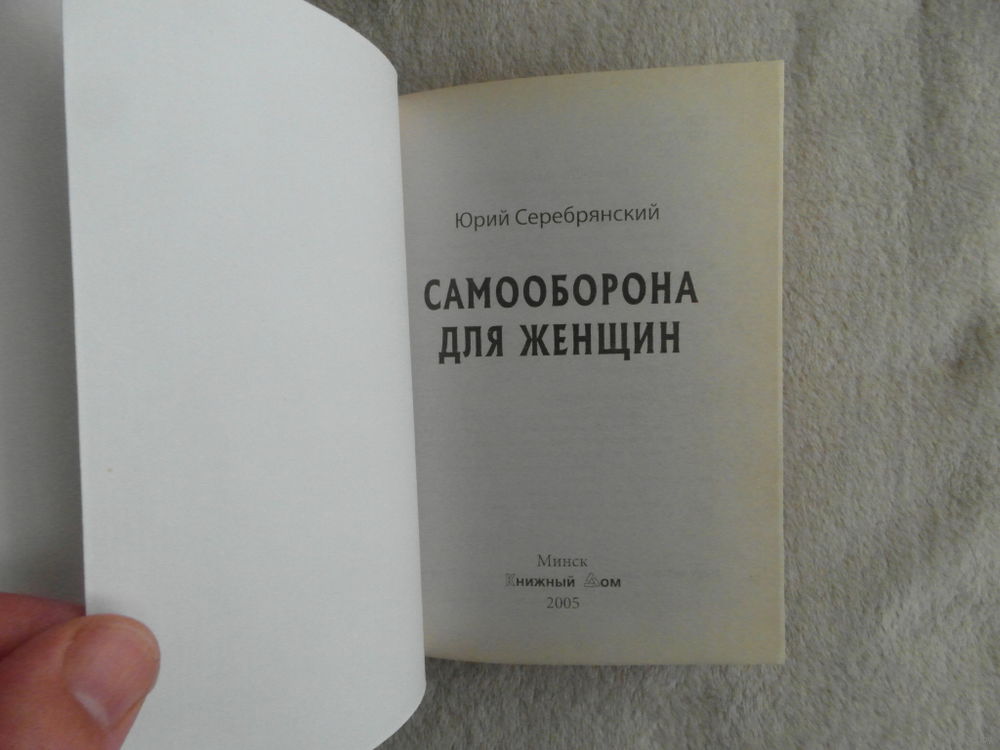 Юрий Серебрянский
САМООБОРОНА
ДЛЯ ЖЕНЩИН
Минск
Книжный Дом
2005